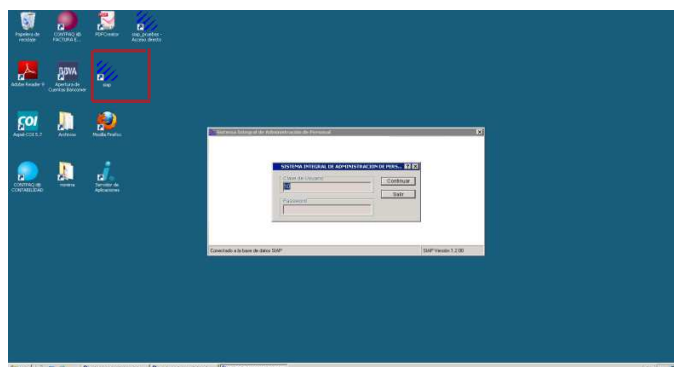 Papelera de
reciclaje
CONTPAQ i®
FACTURA E...
PDFCreator
siap_pruebas -
Acceso directo
Adobe Reader 9
BBVA
Apertura de
Cuentas Bancomer
siap
COI
Aspel-COI 5.7
Archivos
Mozilla Firefox
CONTPAQ i®
CONTABILIDAD
nomina
Servidor de
Aplicaciones
Sistema Integral de Administración de Personal
SISTEMA INTEGRAL DE ADMINISTRACION DE PERS...
Clave de Usuario
Continuar
Salir
Password
Conectado a la base de datos SIAP
SIAP Versión 1.2.00